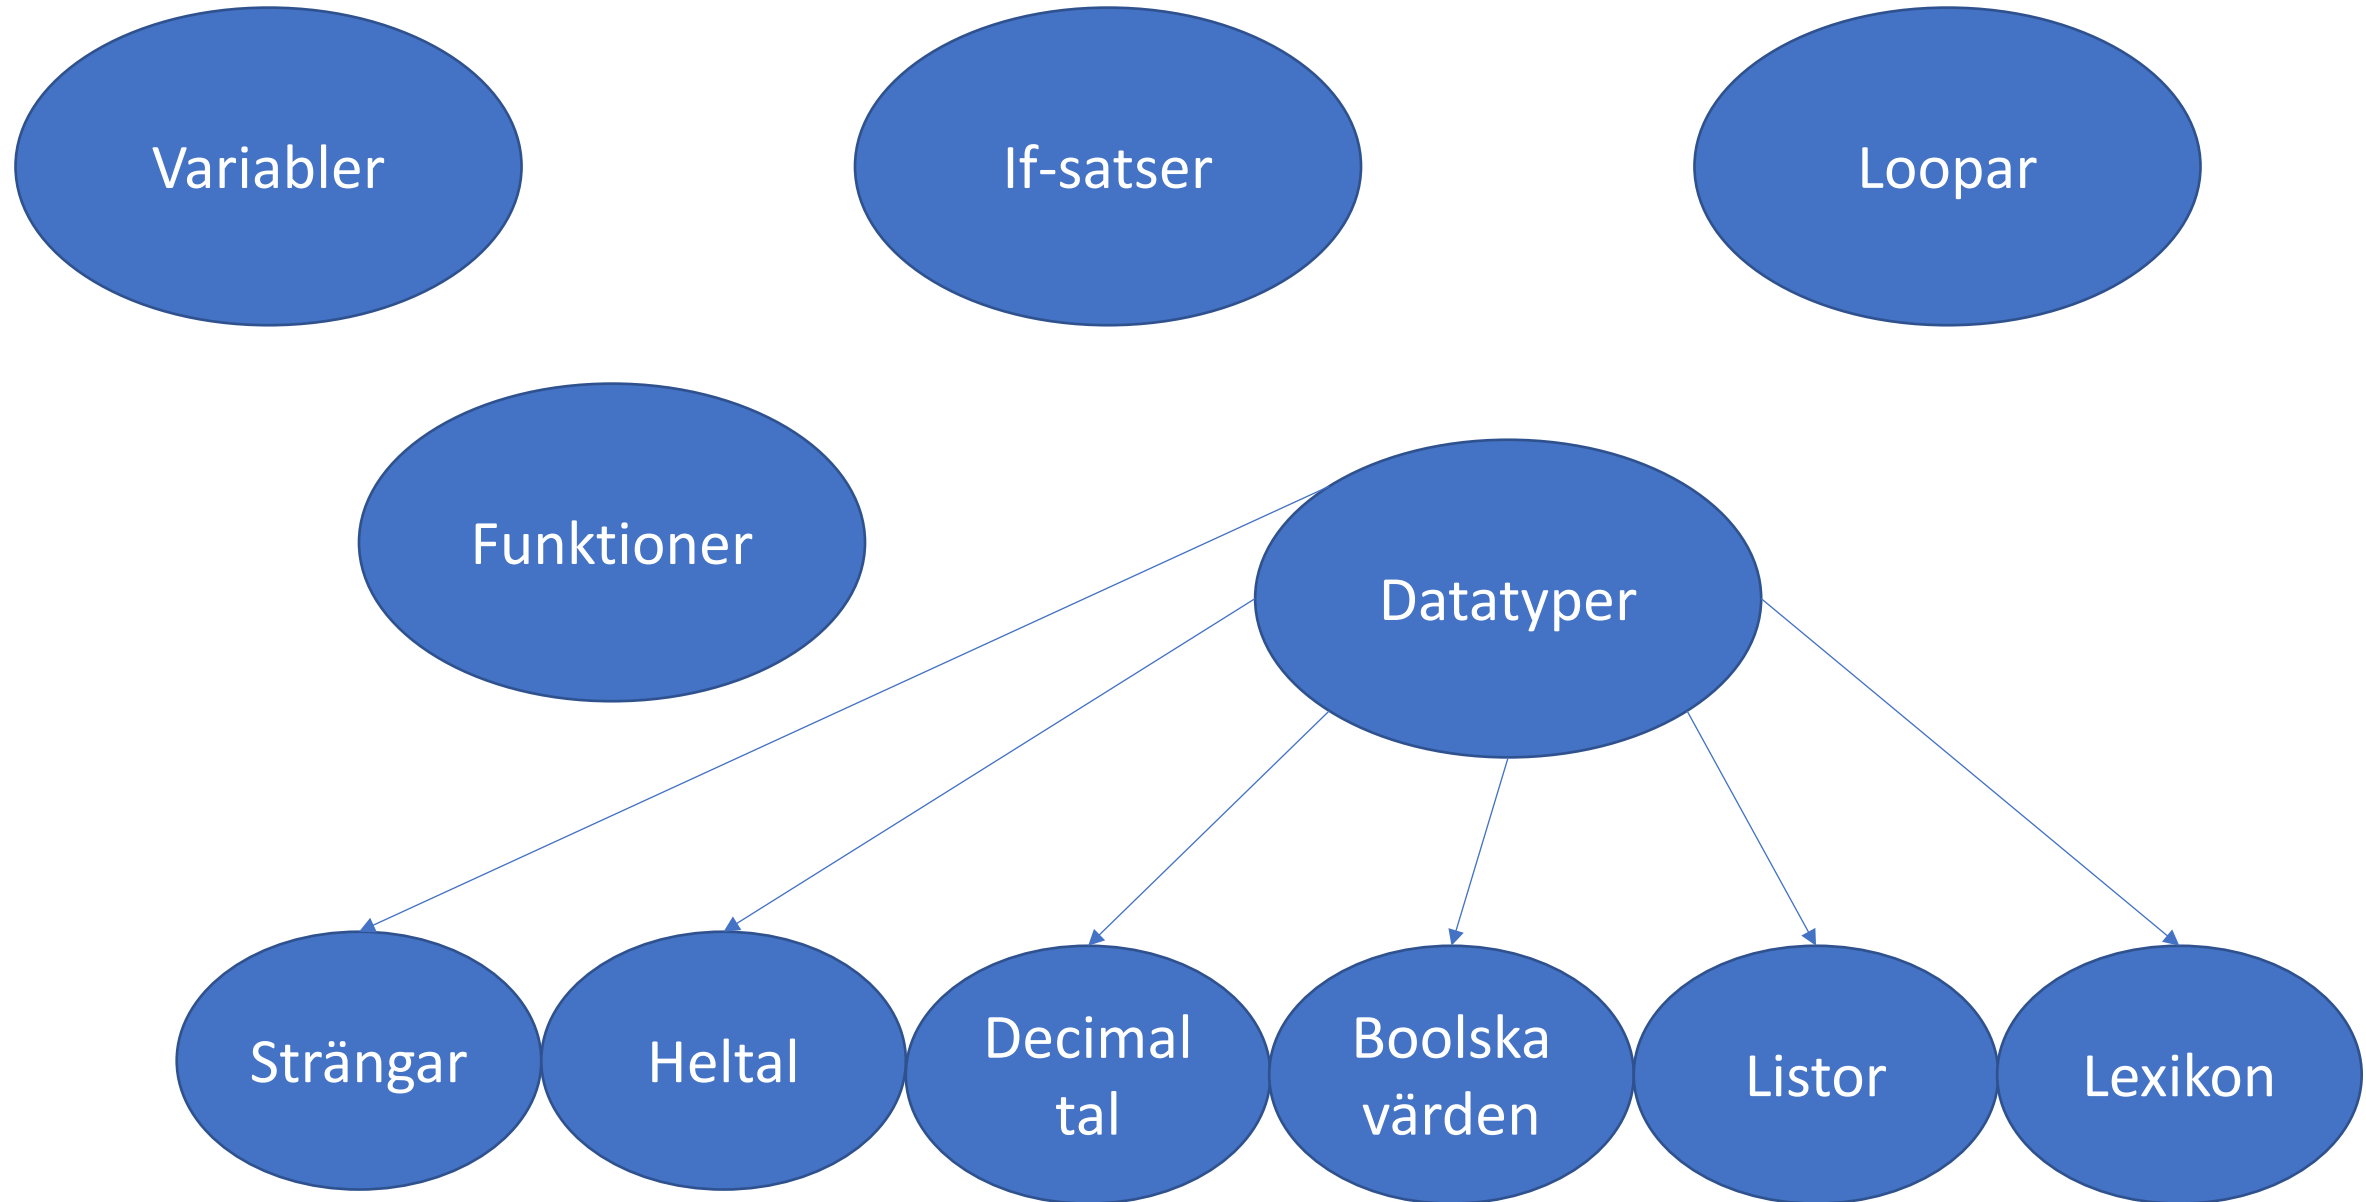 Variabler
If-satser
Loopar
Funktioner
Datatyper
Strängar
Heltal
Decimal
tal
Boolska
värden
Listor
Lexikon